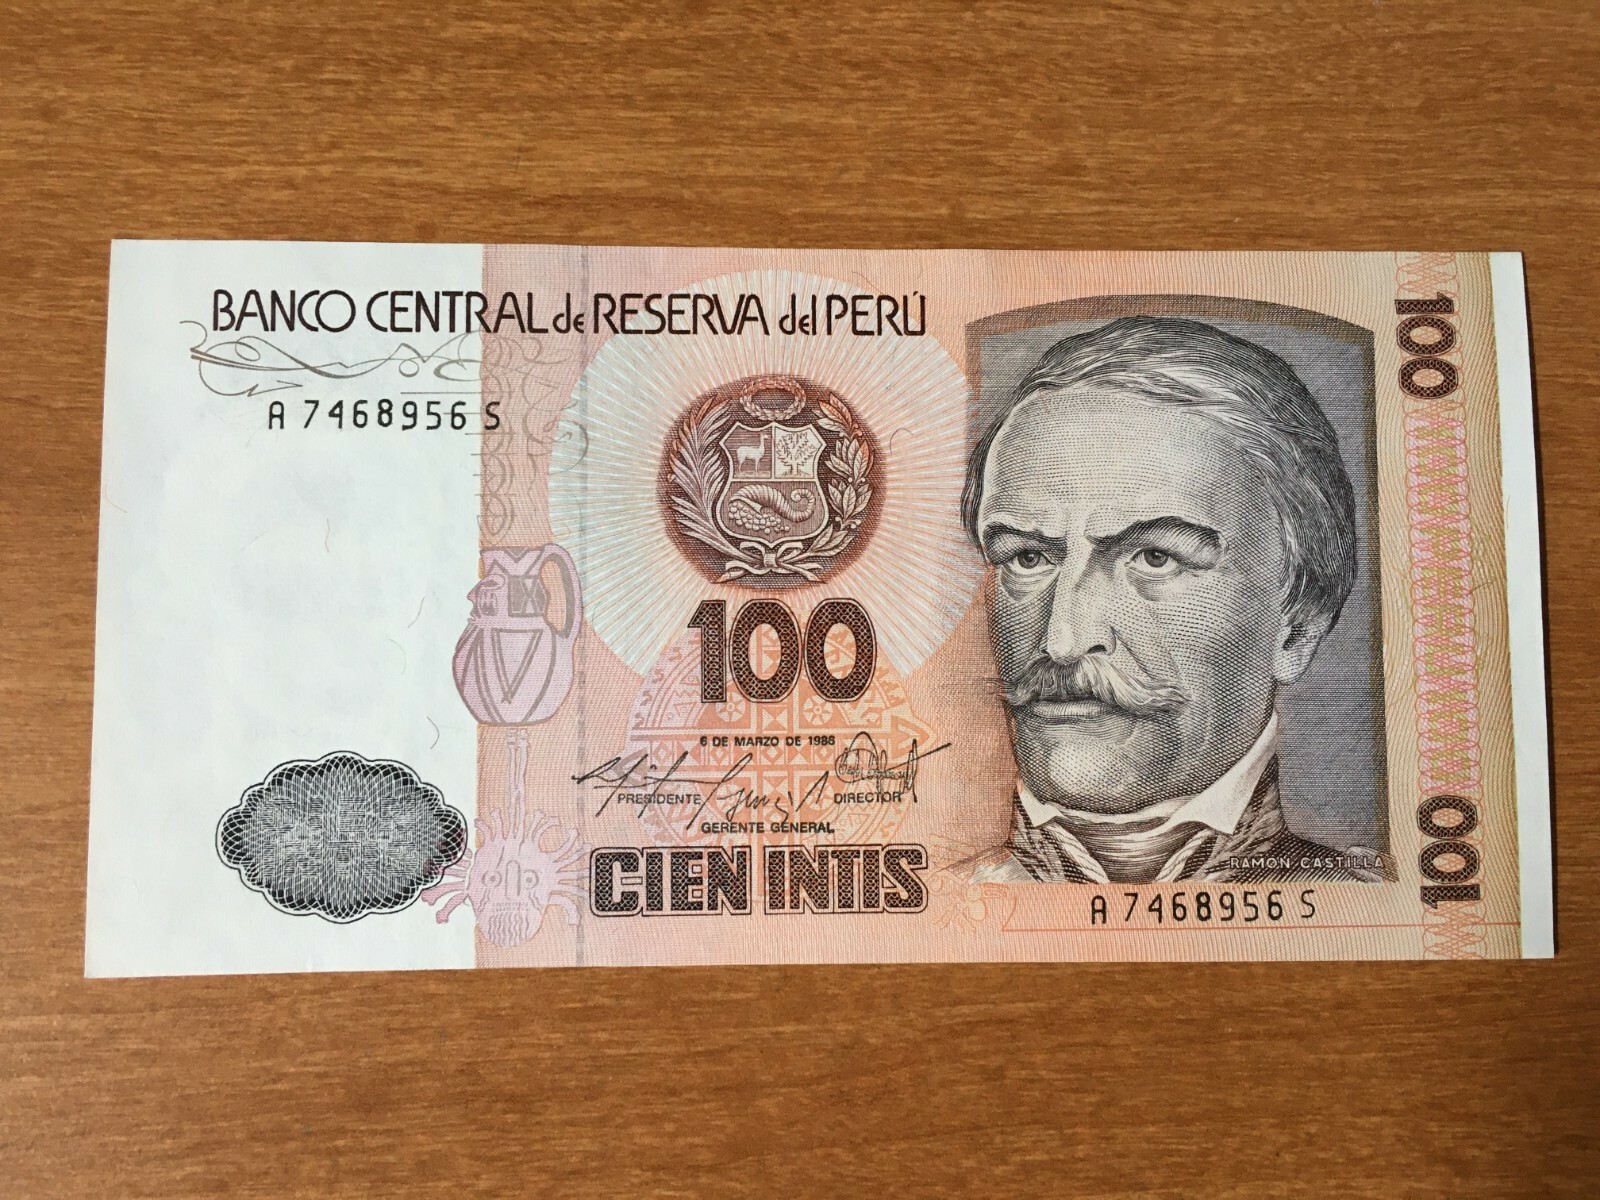 BANCO CENTRAL de RESERVA del PERÚ
A 7468956 S
100
6 DE MARZO DE 1986
PRESIDENTE
DIRECTOR
GERENTE GENERAL
CIEN INTIS
RAMON CASTILLA
A 7468956 S
100
100